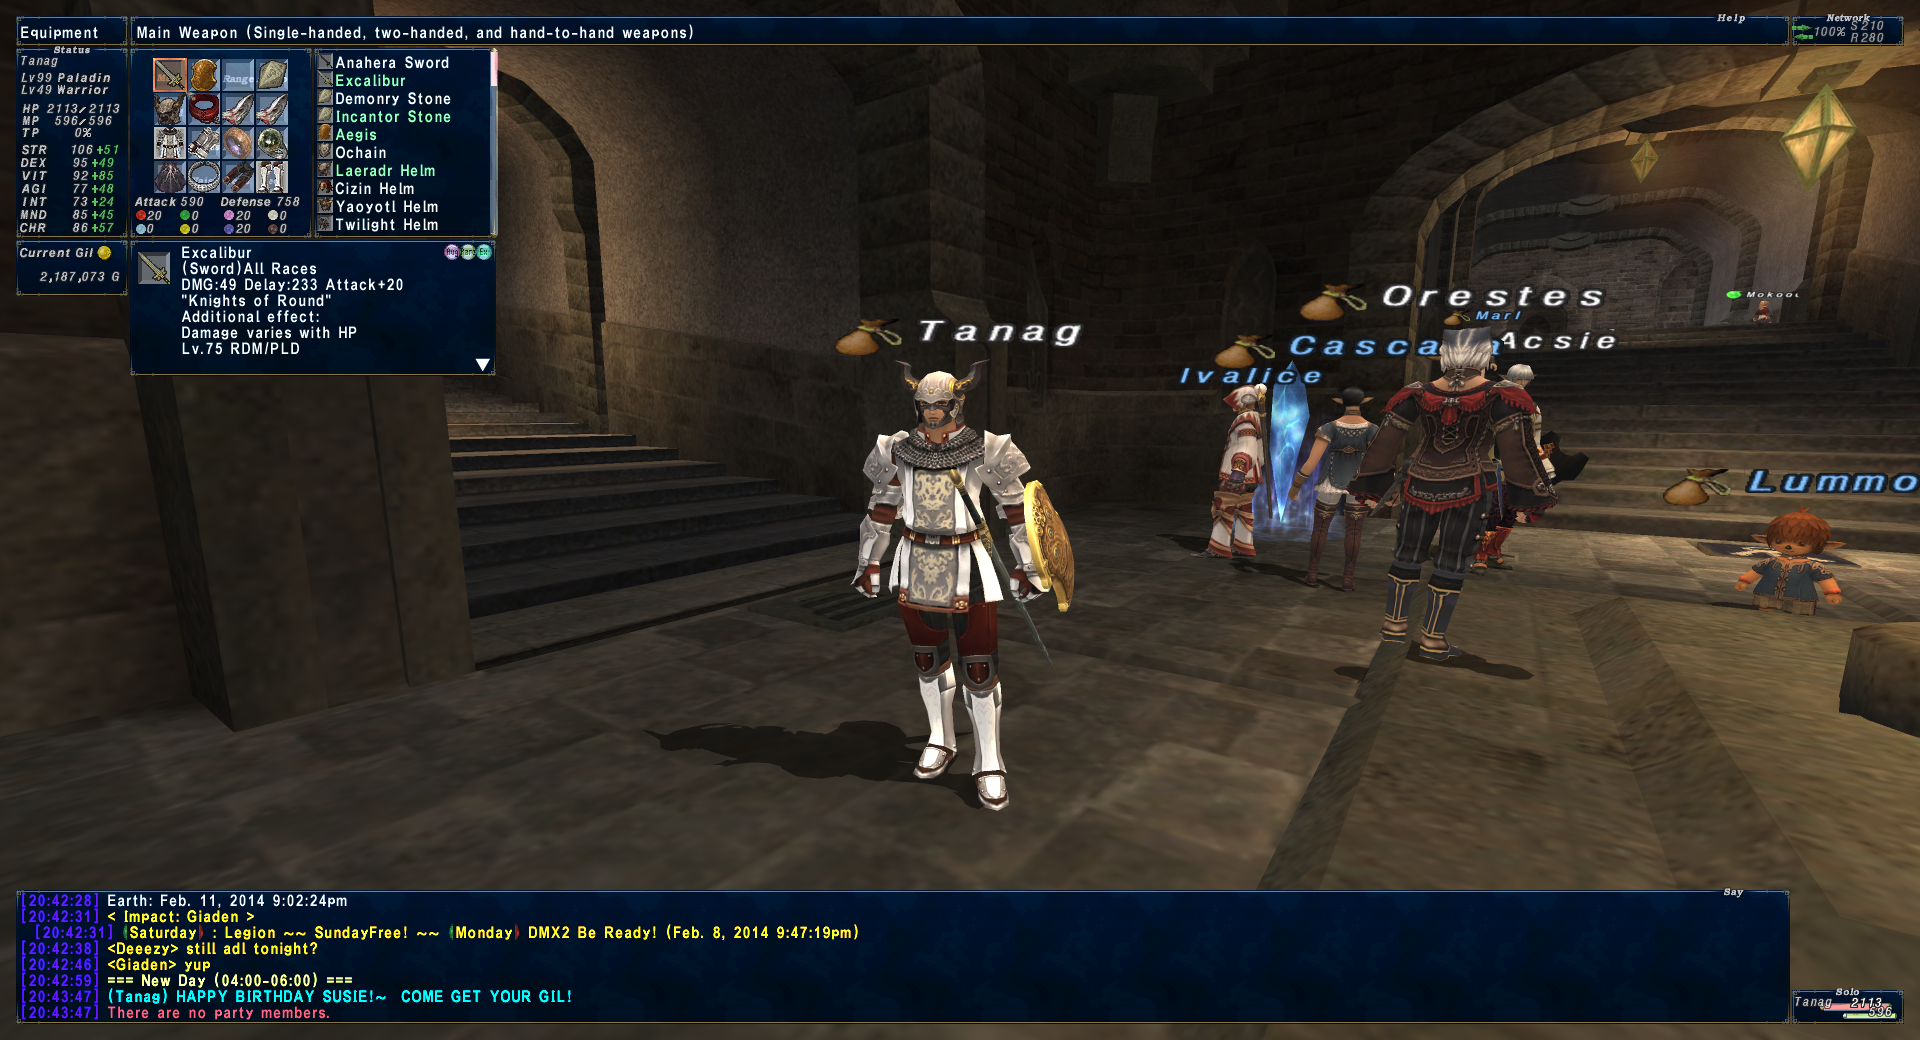 Equipment
Main Weapon (Single-handed, two-handed, and hand-to-hand weapons)
Help
Network
100% S 210
R 280
Status
Tanag
Lv99 Paladin
Lv49 Warrior
HP 2113/2113
MP 596/596
TP 0%
STR 106 +51
DEX 95 +49
VIT 92 +85
AGI 77 +48
INT 73 +24
MND 85 +45
CHR 86 +57
Range
Attack 590 Defense 758
20 0 20 0
0 0 20 0
Anahera Sword
Excalibur
Demonry Stone
Incantor Stone
Aegis
Ochain
Laeradr Helm
Cizin Helm
Yaoyotl Helm
Twilight Helm
Current Gil
2,187,073 G
Excalibur
Aug Rare Ex
(Sword)All Races
DMG:49 Delay:233 Attack+20
"Knights of Round"
Additional effect:
Damage varies with HP
Lv.75 RDM/PLD
Tanag
Orestes
Marl
Acsie
Ivalice
Lummo
Say
[20:42:28] Earth: Feb. 11, 2014 9:02:24pm
[20:42:31] < Impact: Giaden >
[20:42:31] (Saturday) : Legion ~~ SundayFree! ~~ (Monday) DMX2 Be Ready! (Feb. 8, 2014 9:47:19pm)
[20:42:38] <Deeezy> still adl tonight?
[20:42:46] <Giaden> yup
[20:42:59] === New Day (04:00-06:00) ===
[20:43:47] (Tanag) HAPPY BIRTHDAY SUSIE!~ COME GET YOUR GIL!
[20:43:47] There are no party members.
Solo
Tanag 2113
596